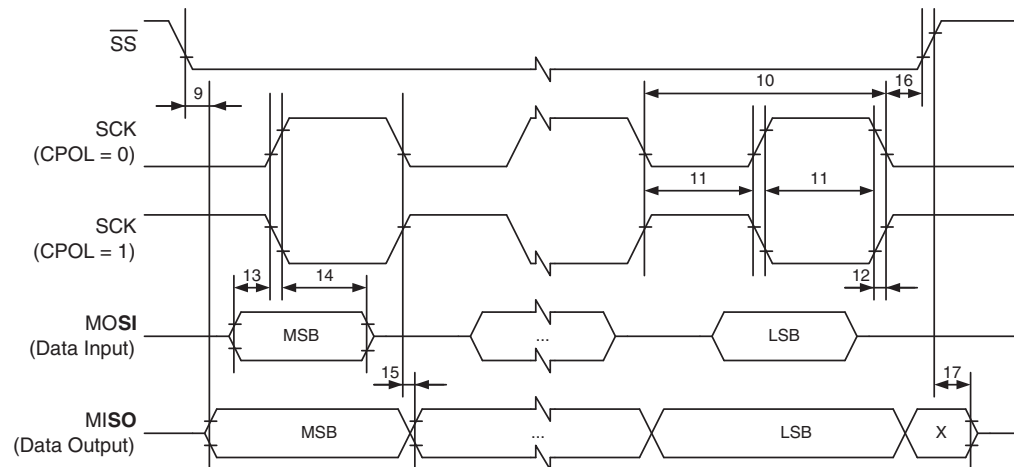 SS
10
9
16
SCK
(CPOL = 0)
11
11
SCK
(CPOL = 1)
13
14
12
MOSI
(Data Input)
MSB
...
LSB
15
17
MISO
(Data Output)
MSB
...
LSB
X